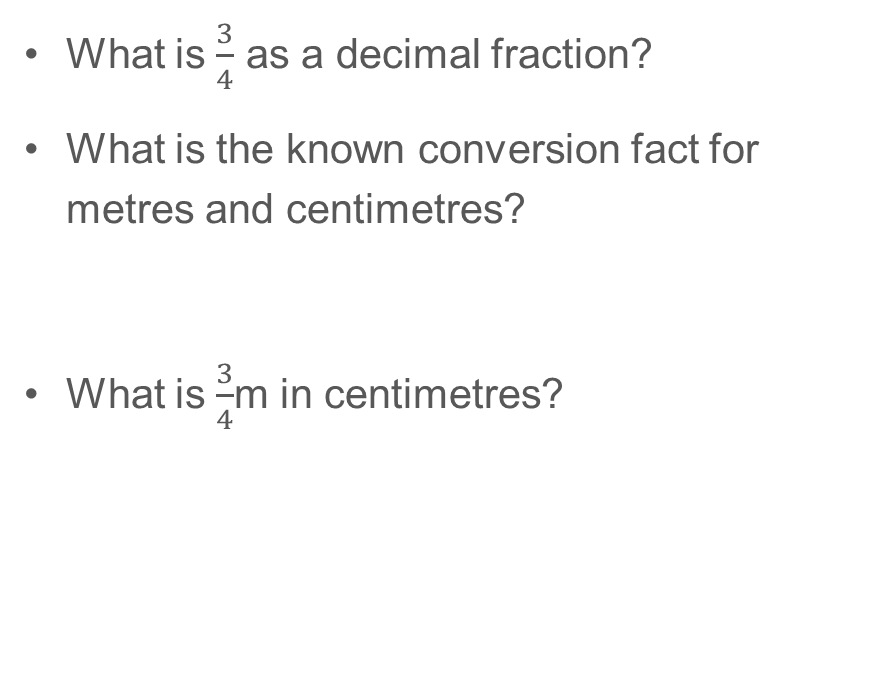 • What is 3/4 as a decimal fraction?
• What is the known conversion fact for
metres and centimetres?
• What is 3/4m in centimetres?